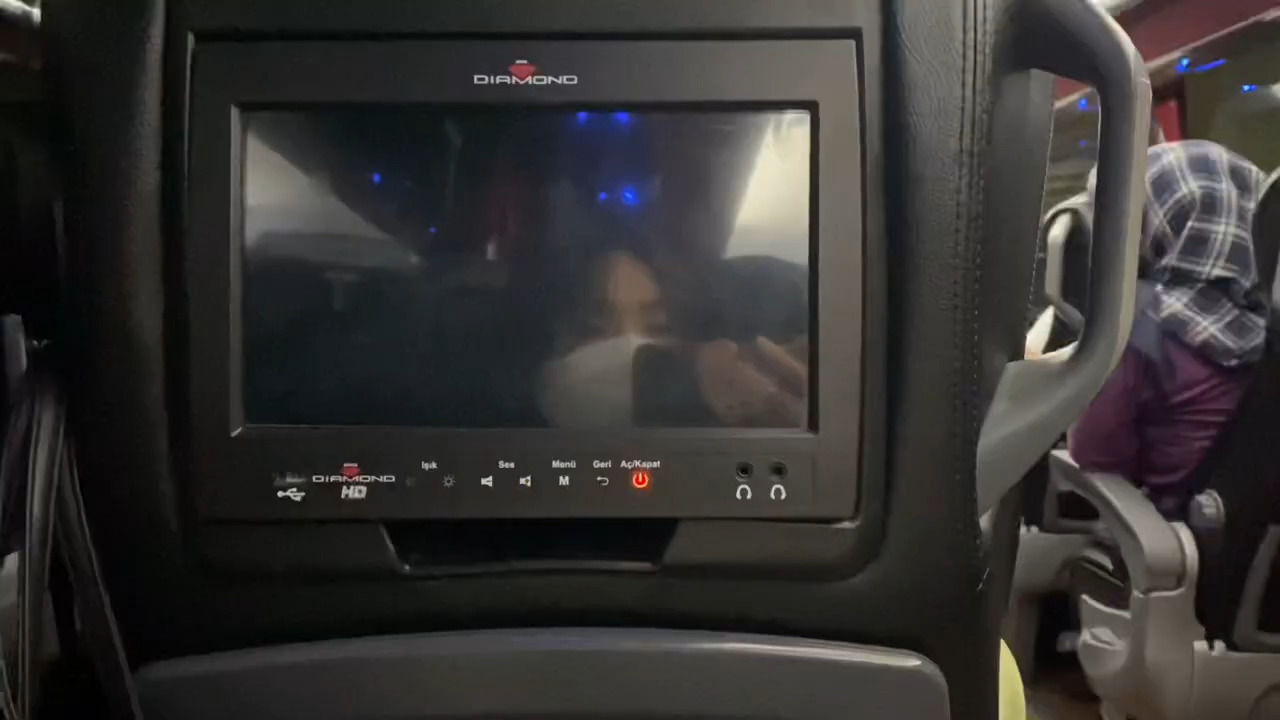 DIAMOND
DIAMOND
HD
Işık
Ses
Menü
Geri
Aç/Kapat
M